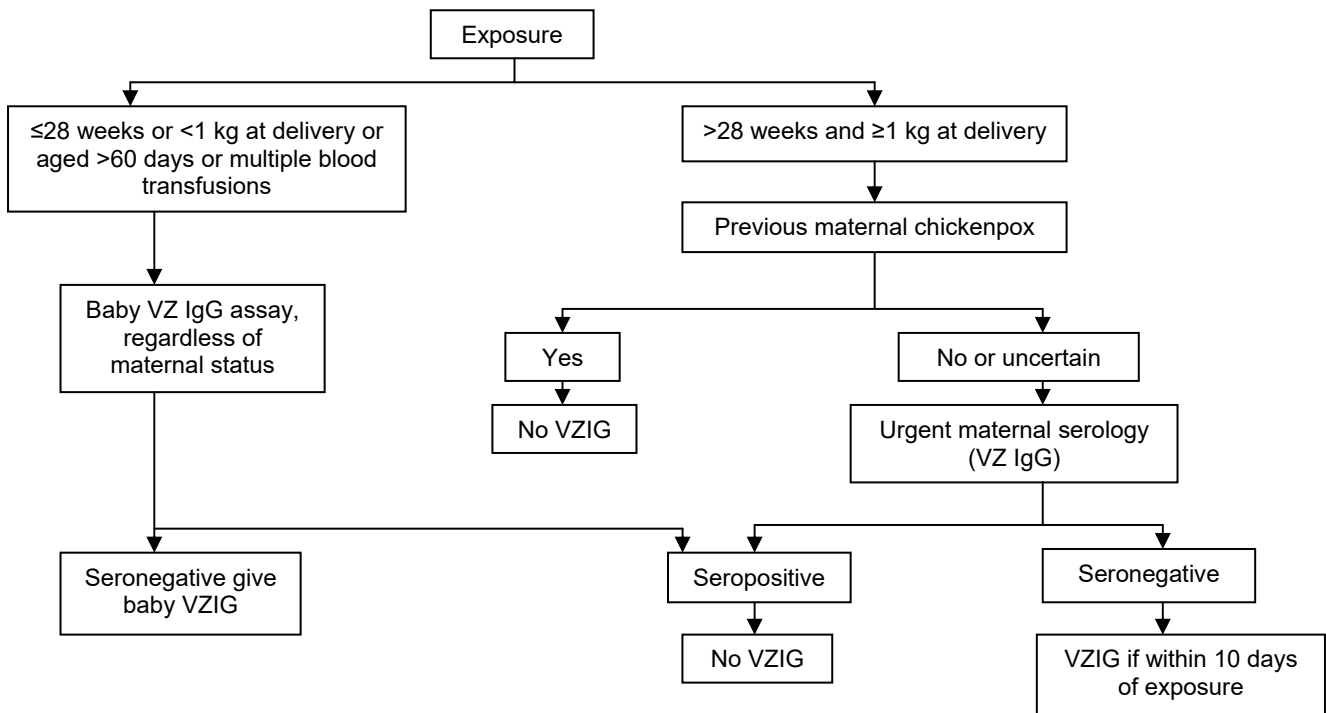 Exposure
≤28 weeks or <1 kg at delivery or
aged >60 days or multiple blood
transfusions
>28 weeks and ≥1 kg at delivery
Previous maternal chickenpox
Baby VZ IgG assay,
regardless of
maternal status
Yes
No or uncertain
No VZIG
Urgent maternal serology
(VZ IgG)
Seronegative give
baby VZIG
Seropositive
Seronegative
No VZIG
VZIG if within 10 days
of exposure